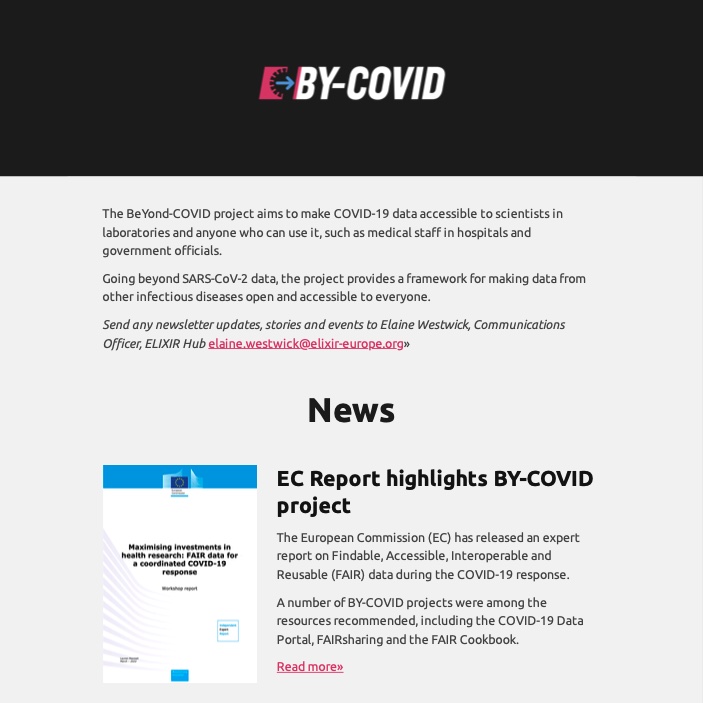 BY-COVID
The BeYond-COVID project aims to make COVID-19 data accessible to scientists in
laboratories and anyone who can use it, such as medical staff in hospitals and
government officials.
Going beyond SARS-CoV-2 data, the project provides a framework for making data from
other infectious diseases open and accessible to everyone.
Send any newsletter updates, stories and events to Elaine Westwick, Communications
Officer, ELIXIR Hub elaine.westwick@elixir-europe.org»
News
Maximising investments in
health research: FAIR data for
a coordinated COVID-19
response
Workshop report
EC Report highlights BY-COVID
project
The European Commission (EC) has released an expert
report on Findable, Accessible, Interoperable and
Reusable (FAIR) data during the COVID-19 response.
A number of BY-COVID projects were among the
resources recommended, including the COVID-19 Data
Portal, FAIRsharing and the FAIR Cookbook.
Read more»